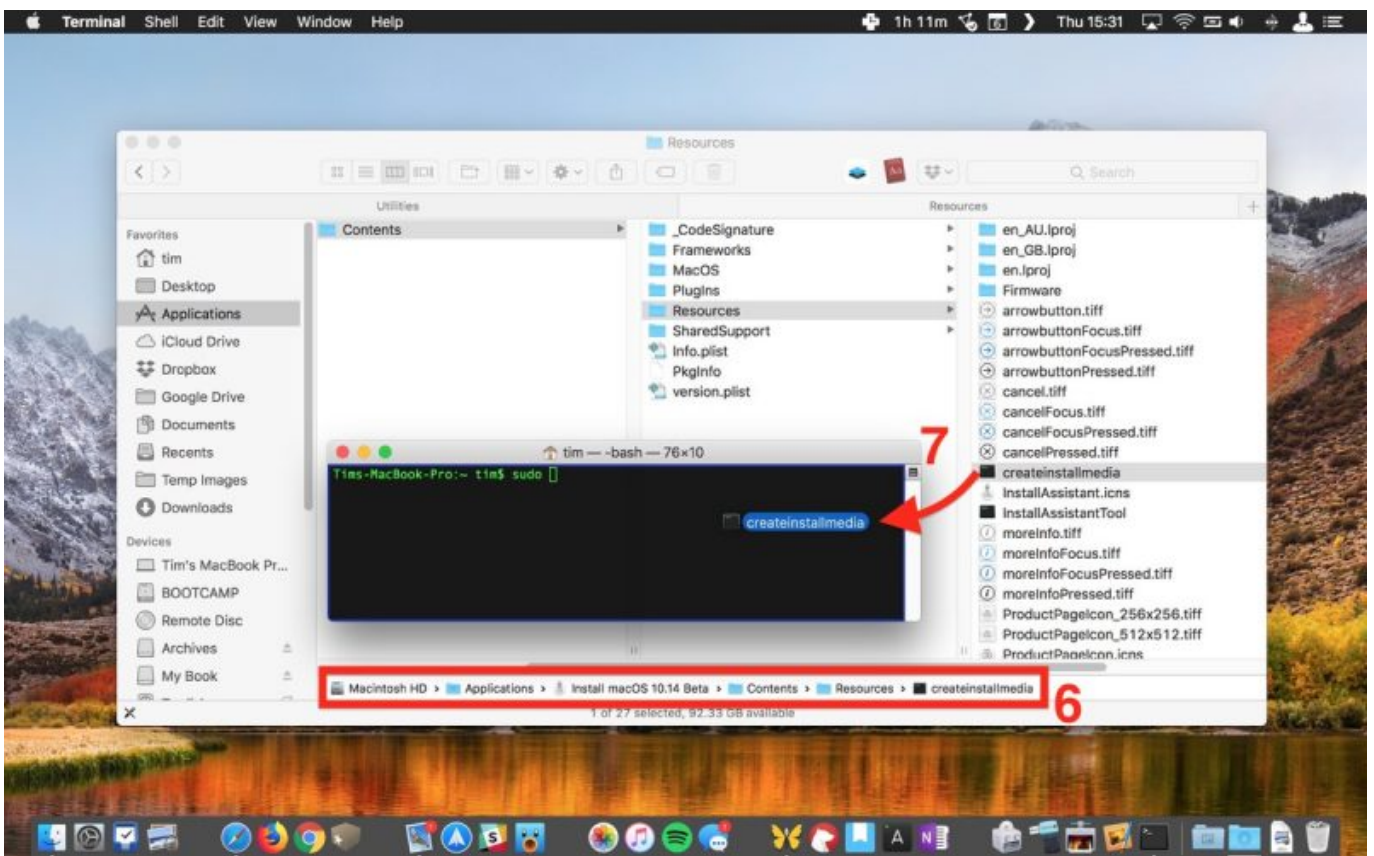 Terminal Shell Edit View Window Help 1h 11m 6 Thu 15:31
Resources
Search
Utilities Resources
Favorites
tim
Desktop
Applications
iCloud Drive
Dropbox
Google Drive
Documents
Recents
Temp Images
Downloads
Devices
Tim's MacBook Pr...
BOOTCAMP
Remote Disc
Archives
My Book
Contents
_CodeSignature
Frameworks
MacOS
PlugIns
Resources
SharedSupport
Info.plist
PkgInfo
version.plist
en_AU.lproj
en_GB.lproj
en.lproj
Firmware
arrowbutton.tiff
arrowbuttonFocus.tiff
arrowbuttonFocusPressed.tiff
arrowbuttonPressed.tiff
cancel.tiff
cancelFocus.tiff
cancelFocusPressed.tiff
cancelPressed.tiff
createinstallmedia
InstallAssistant.icns
InstallAssistantTool
moreInfo.tiff
moreInfoFocus.tiff
moreInfoFocusPressed.tiff
moreInfoPressed.tiff
ProductPageIcon_256x256.tiff
ProductPageIcon_512x512.tiff
ProductPageIcon.icns
tim — -bash — 76×10
Tims-MacBook-Pro:~ tim$ sudo
createinstallmedia
7
Macintosh HD Applications Install macOS 10.14 Beta Contents Resources createinstallmedia
6
1 of 27 selected, 92.33 GB available